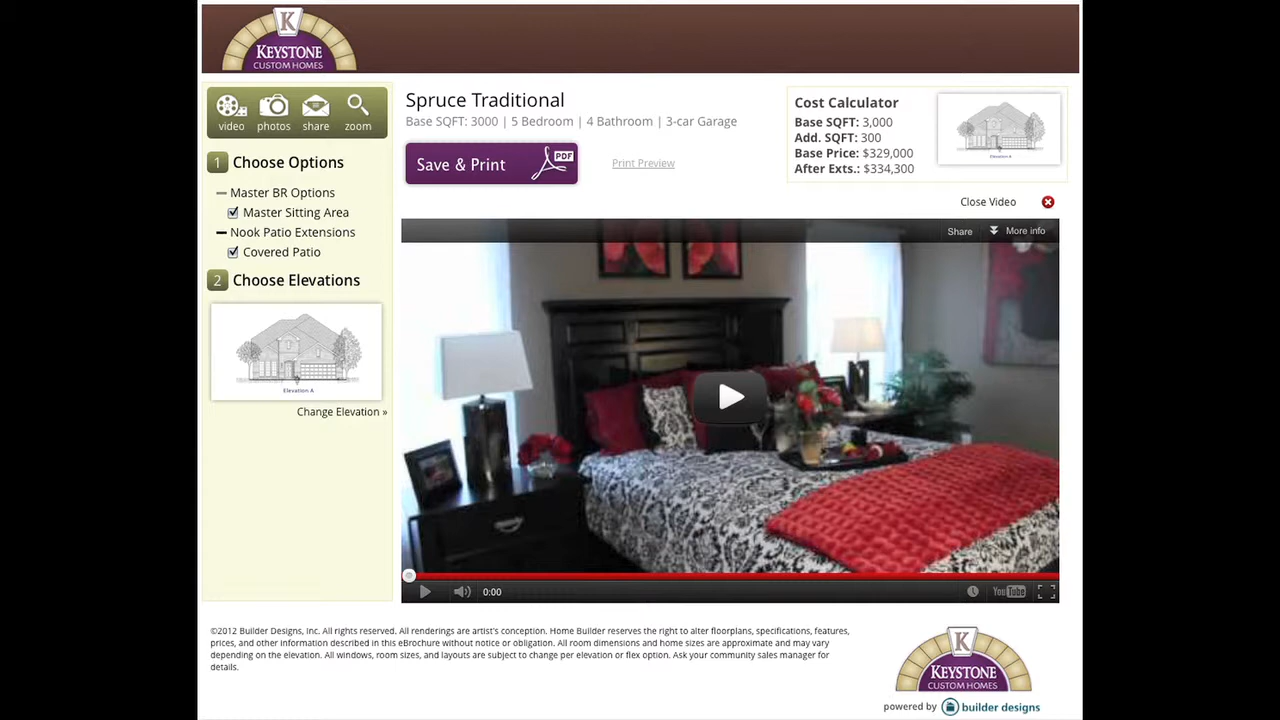 K
KEYSTONE
CUSTOM HOMES
video photos share zoom
1 Choose Options
Master BR Options
Master Sitting Area
Nook Patio Extensions
Covered Patio
2 Choose Elevations
Elevation A
Change Elevation »
Spruce Traditional
Base SQFT: 3000 | 5 Bedroom | 4 Bathroom | 3-car Garage
Save & Print PDF
Print Preview
Cost Calculator
Base SQFT: 3,000
Add. SQFT: 300
Base Price: $329,000
After Exts.: $334,300
Elevation A
Close Video
Share More info
0:00
YouTube
©2012 Builder Designs, Inc. All rights reserved. All renderings are artist's conception. Home Builder reserves the right to alter floorplans, specifications, features,
prices, and other information described in this eBrochure without notice or obligation. All room dimensions and home sizes are approximate and may vary
depending on the elevation. All windows, room sizes, and layouts are subject to change per elevation or flex option. Ask your community sales manager for
details.
K
KEYSTONE
CUSTOM HOMES
powered by builder designs